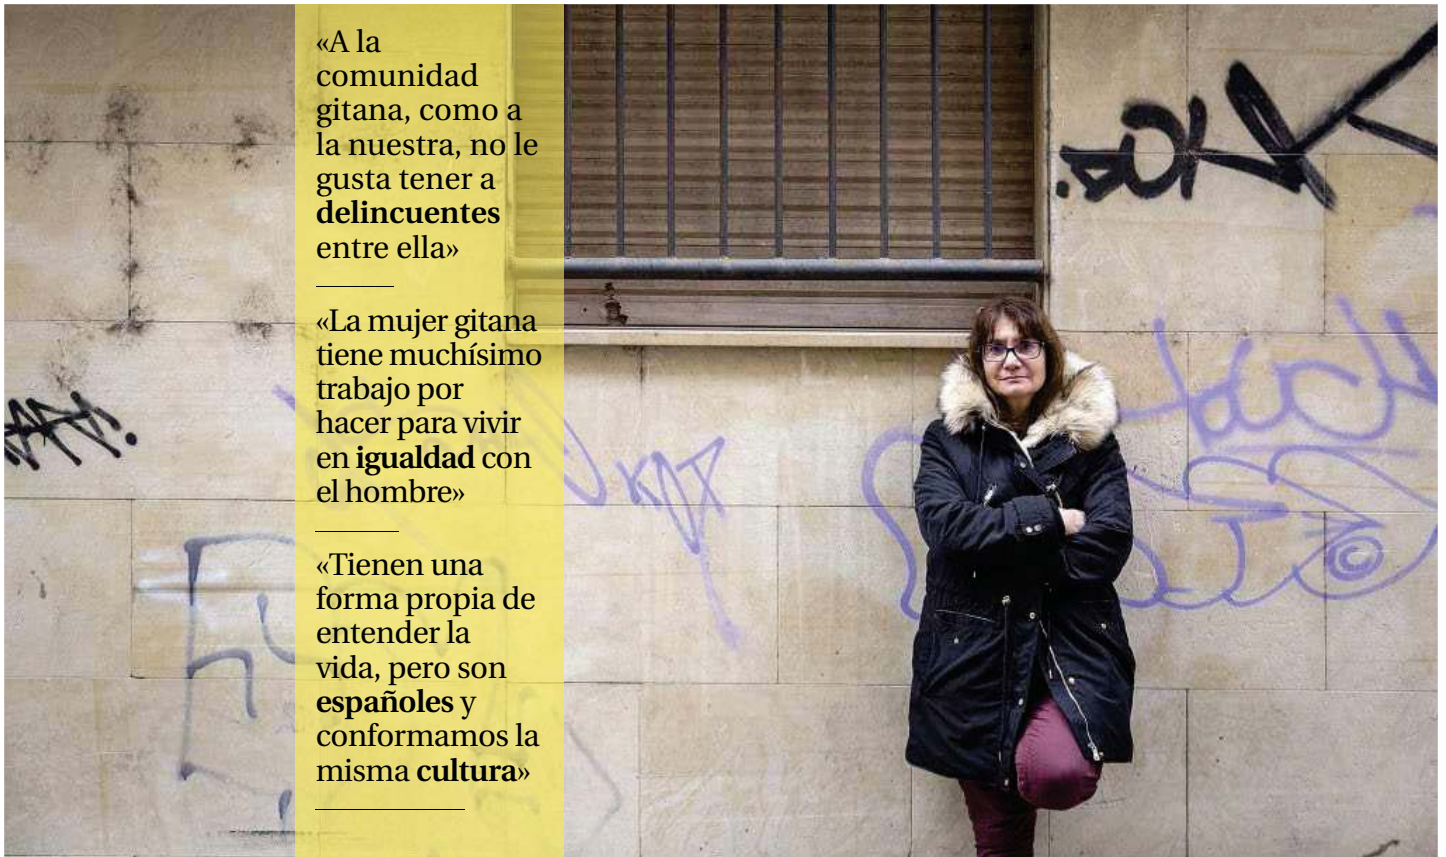 «A la
comunidad
gitana, como a
la nuestra, no le
gusta tener a
delincuentes
entre ella»
«La mujer gitana
tiene muchísimo
trabajo por
hacer para vivir
en igualdad con
el hombre»
«Tienen una
forma propia de
entender la
vida, pero son
españoles y
conformamos la
misma cultura»